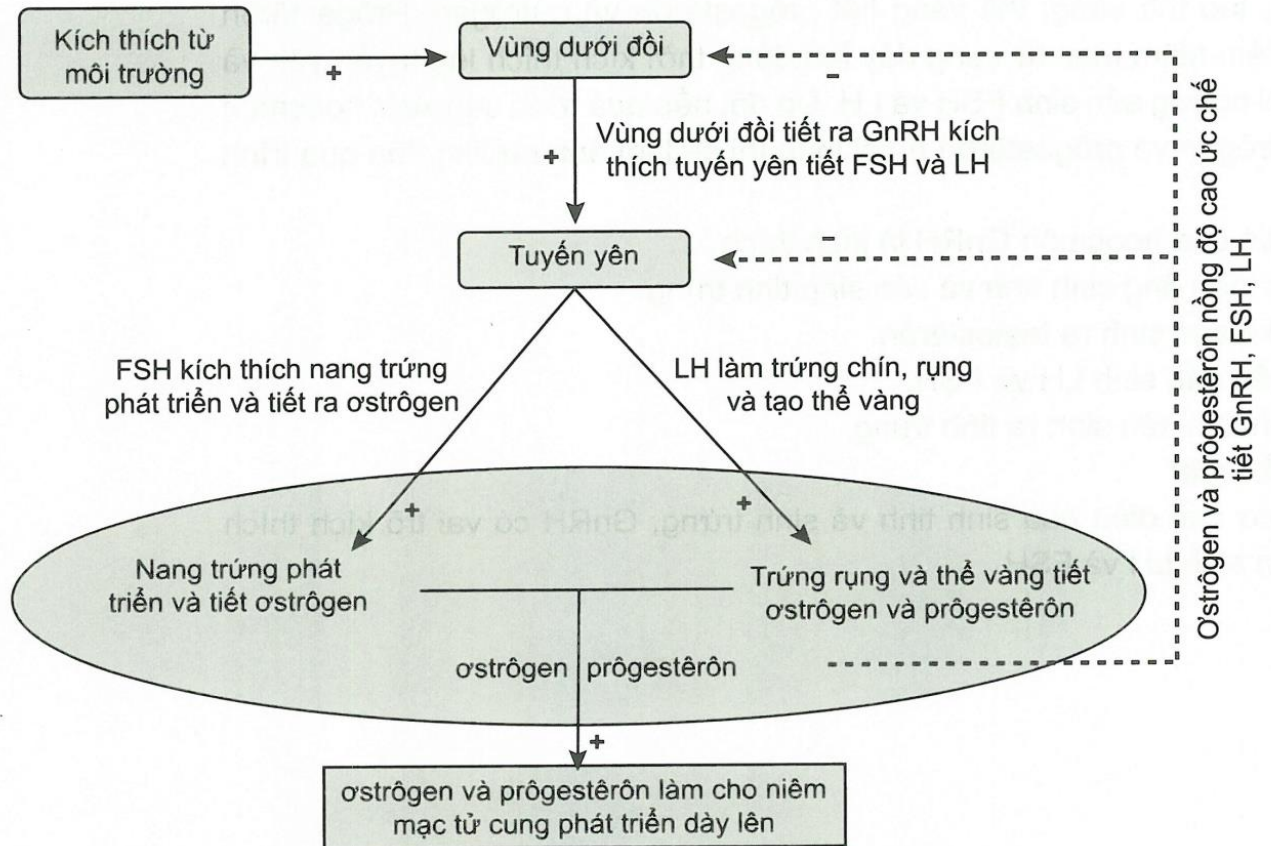 Kích thích từ
môi trường
+
Vùng dưới đồi
-
+
Vùng dưới đồi tiết ra GnRH kích
thích tuyến yên tiết FSH và LH
Tuyến yên
-
FSH kích thích nang trứng
phát triển và tiết ra ơstrôgen
LH làm trứng chín, rụng
và tạo thể vàng
+
+
Nang trứng phát
triển và tiết ơstrôgen
Trứng rụng và thể vàng tiết
ơstrôgen và prôgestêrôn
ơstrôgen prôgestêrôn
+
ơstrôgen và prôgestêrôn làm cho niêm
mạc tử cung phát triển dày lên
Ơstrôgen và prôgestêrôn nồng độ cao ức chế
tiết GnRH, FSH, LH